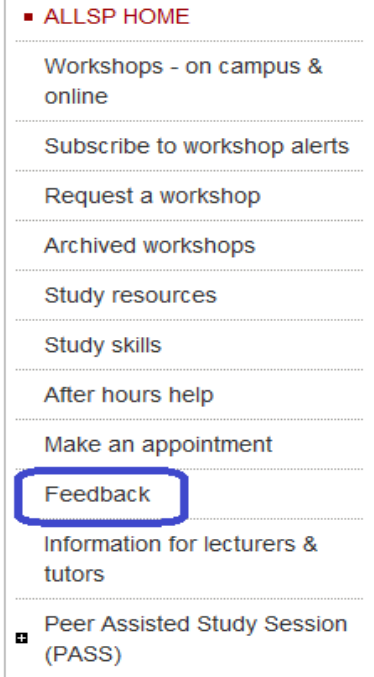 ALLSP HOME
Workshops - on campus &
online
Subscribe to workshop alerts
Request a workshop
Archived workshops
Study resources
Study skills
After hours help
Make an appointment
Feedback
Information for lecturers &
tutors
Peer Assisted Study Session
(PASS)